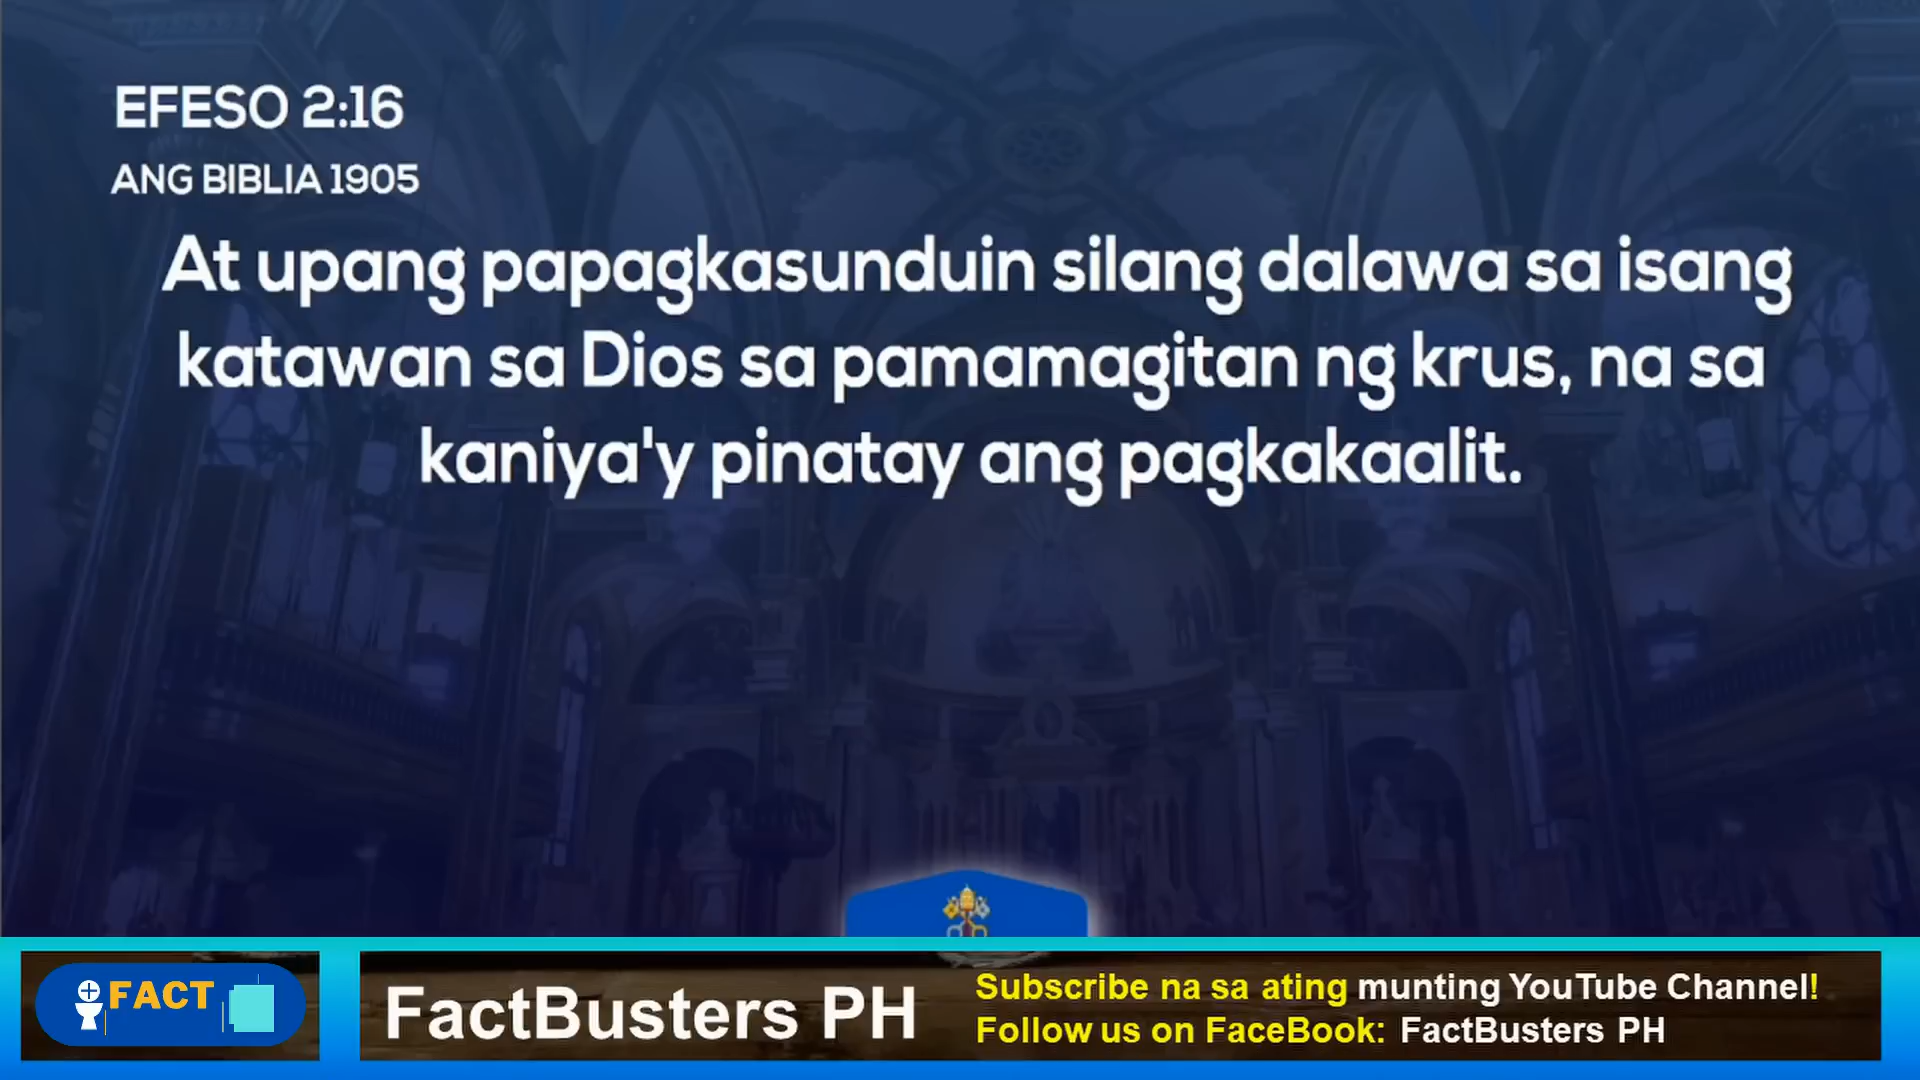 EFESO 2:16
ANG BIBLIA 1905
At upang papagkasunduin silang dalawa sa isang
katawan sa Dios sa pamamagitan ng krus, na sa
kaniya'y pinatay ang pagkakaalit.
FACT
FactBusters PH
Subscribe na sa ating munting YouTube Channel!
Follow us on FaceBook: FactBusters PH